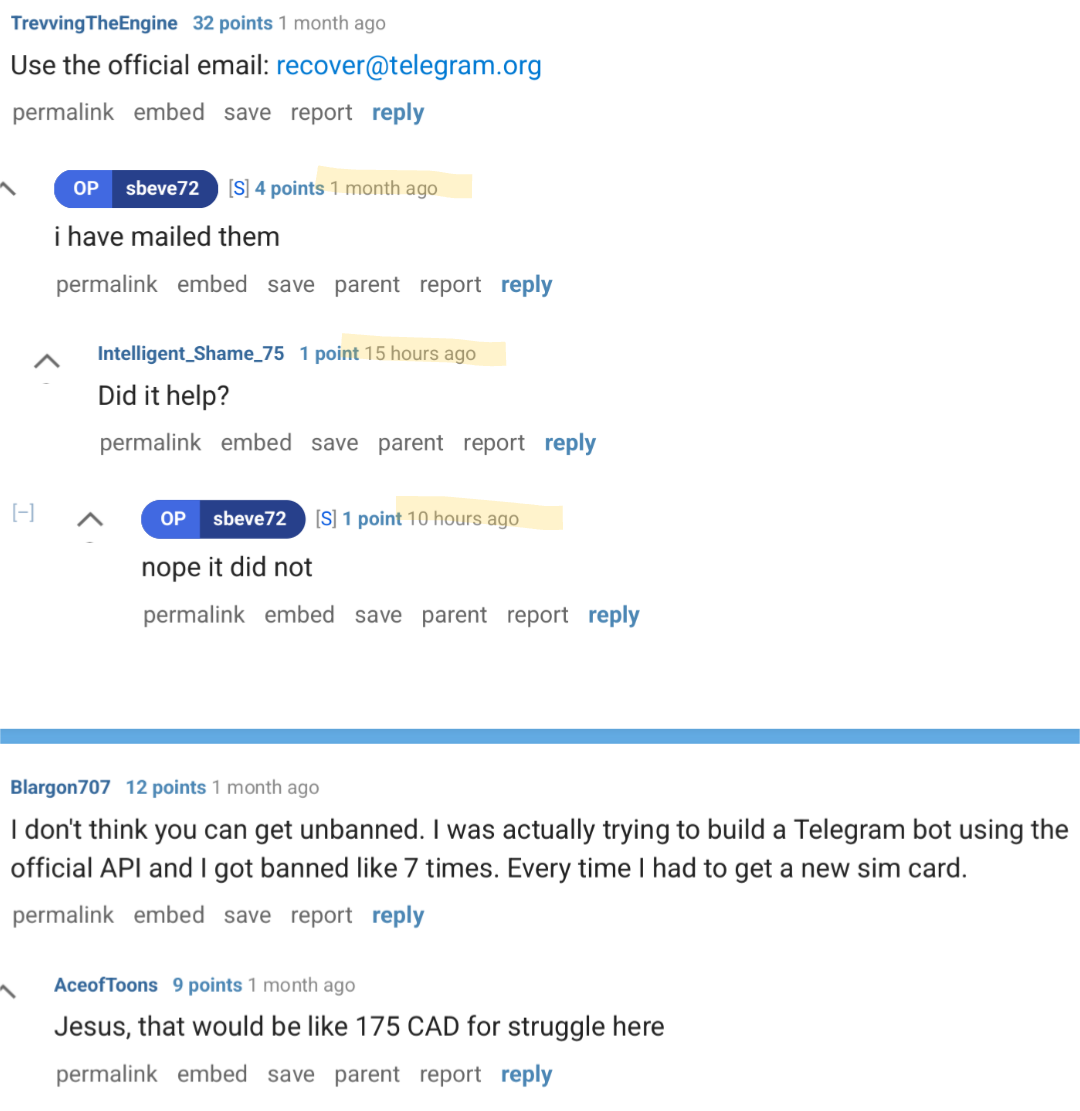 TrevvingTheEngine 32 points 1 month ago
Use the official email: recover@telegram.org
permalink embed save report reply
OP sbeve72 [S] 4 points 1 month ago
i have mailed them
permalink embed save parent report reply
Intelligent_Shame_75 1 point 15 hours ago
Did it help?
permalink embed save parent report reply
[–] OP sbeve72 [S] 1 point 10 hours ago
nope it did not
permalink embed save parent report reply
Blargon707 12 points 1 month ago
I don't think you can get unbanned. I was actually trying to build a Telegram bot using the
official API and I got banned like 7 times. Every time I had to get a new sim card.
permalink embed save report reply
AceofToons 9 points 1 month ago
Jesus, that would be like 175 CAD for struggle here
permalink embed save parent report reply